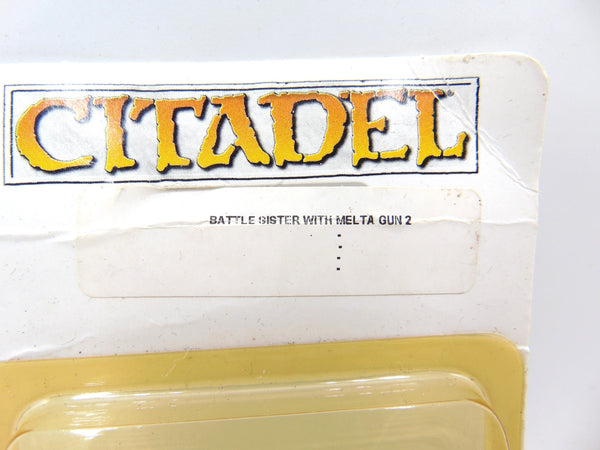 CITADEL
BATTLE SISTER WITH MELTA GUN 2